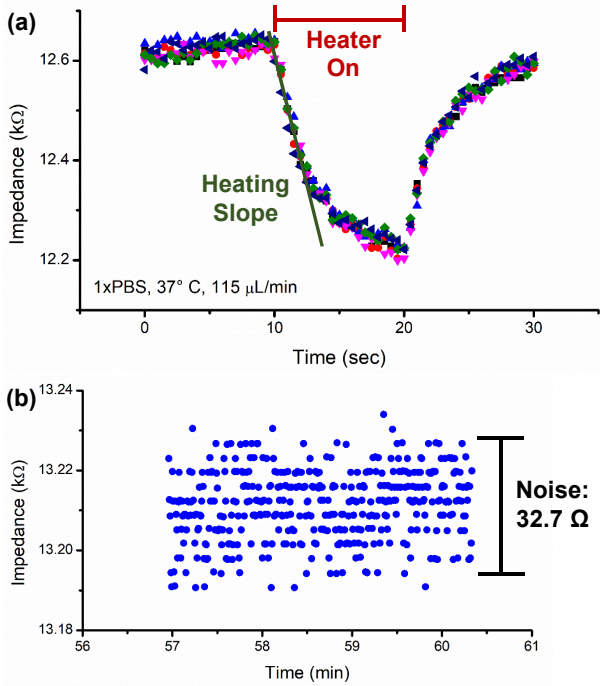 (a)
Heater
On
12.6
12.4
12.2
Impedance (kΩ)
Heating
Slope
1xPBS, 37° C, 115 μL/min
0
10
20
30
Time (sec)
(b)
13.24
13.22
13.20
13.18
Impedance (kΩ)
Noise:
32.7 Ω
56
57
58
59
60
61
Time (min)